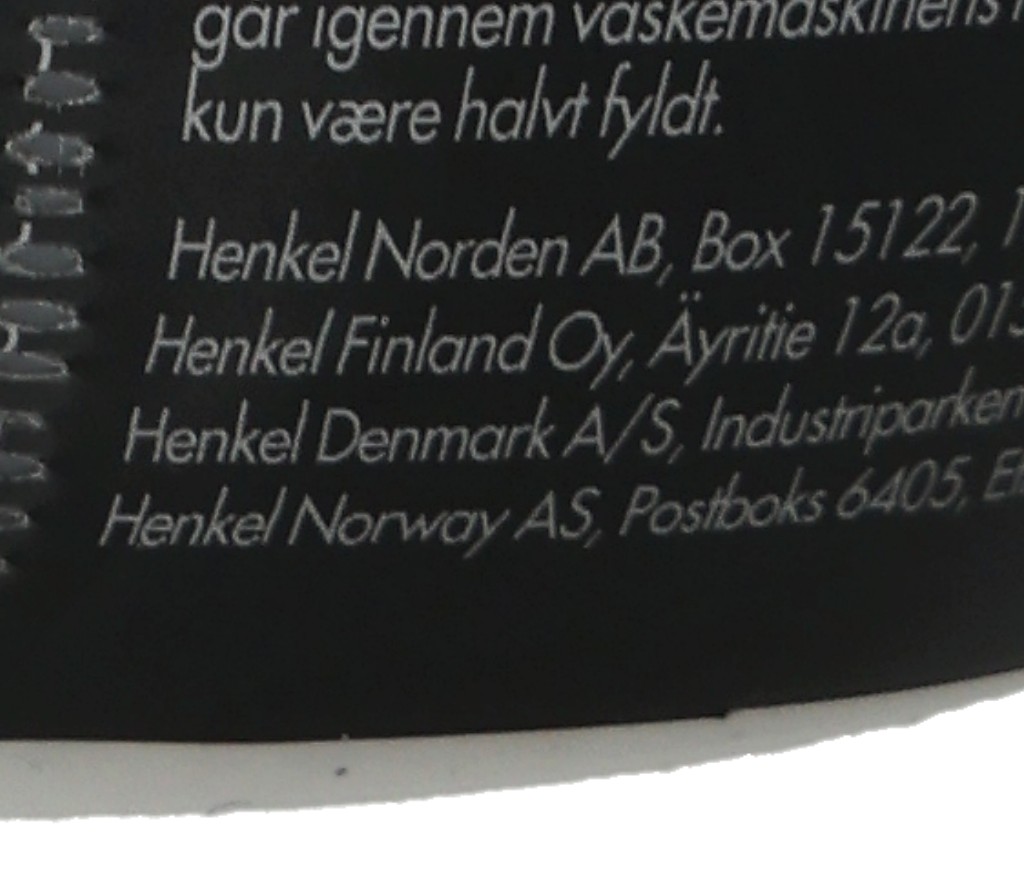 går igennem vaskemaskinens
kun være halvt fyldt.
Henkel Norden AB, Box 15122,
Henkel Finland Oy, Äyritie 12a, 015
Henkel Denmark A/S, Industriparken
Henkel Norway AS, Postboks 6405,